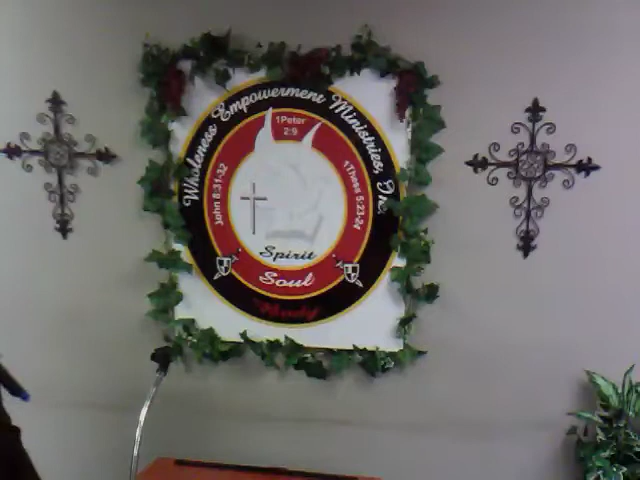 Wholeness Empowerment Ministries, Inc.
1Peter
2:9
John 8:31-32
1Thess 5:23-24
Spirit
Soul
Body